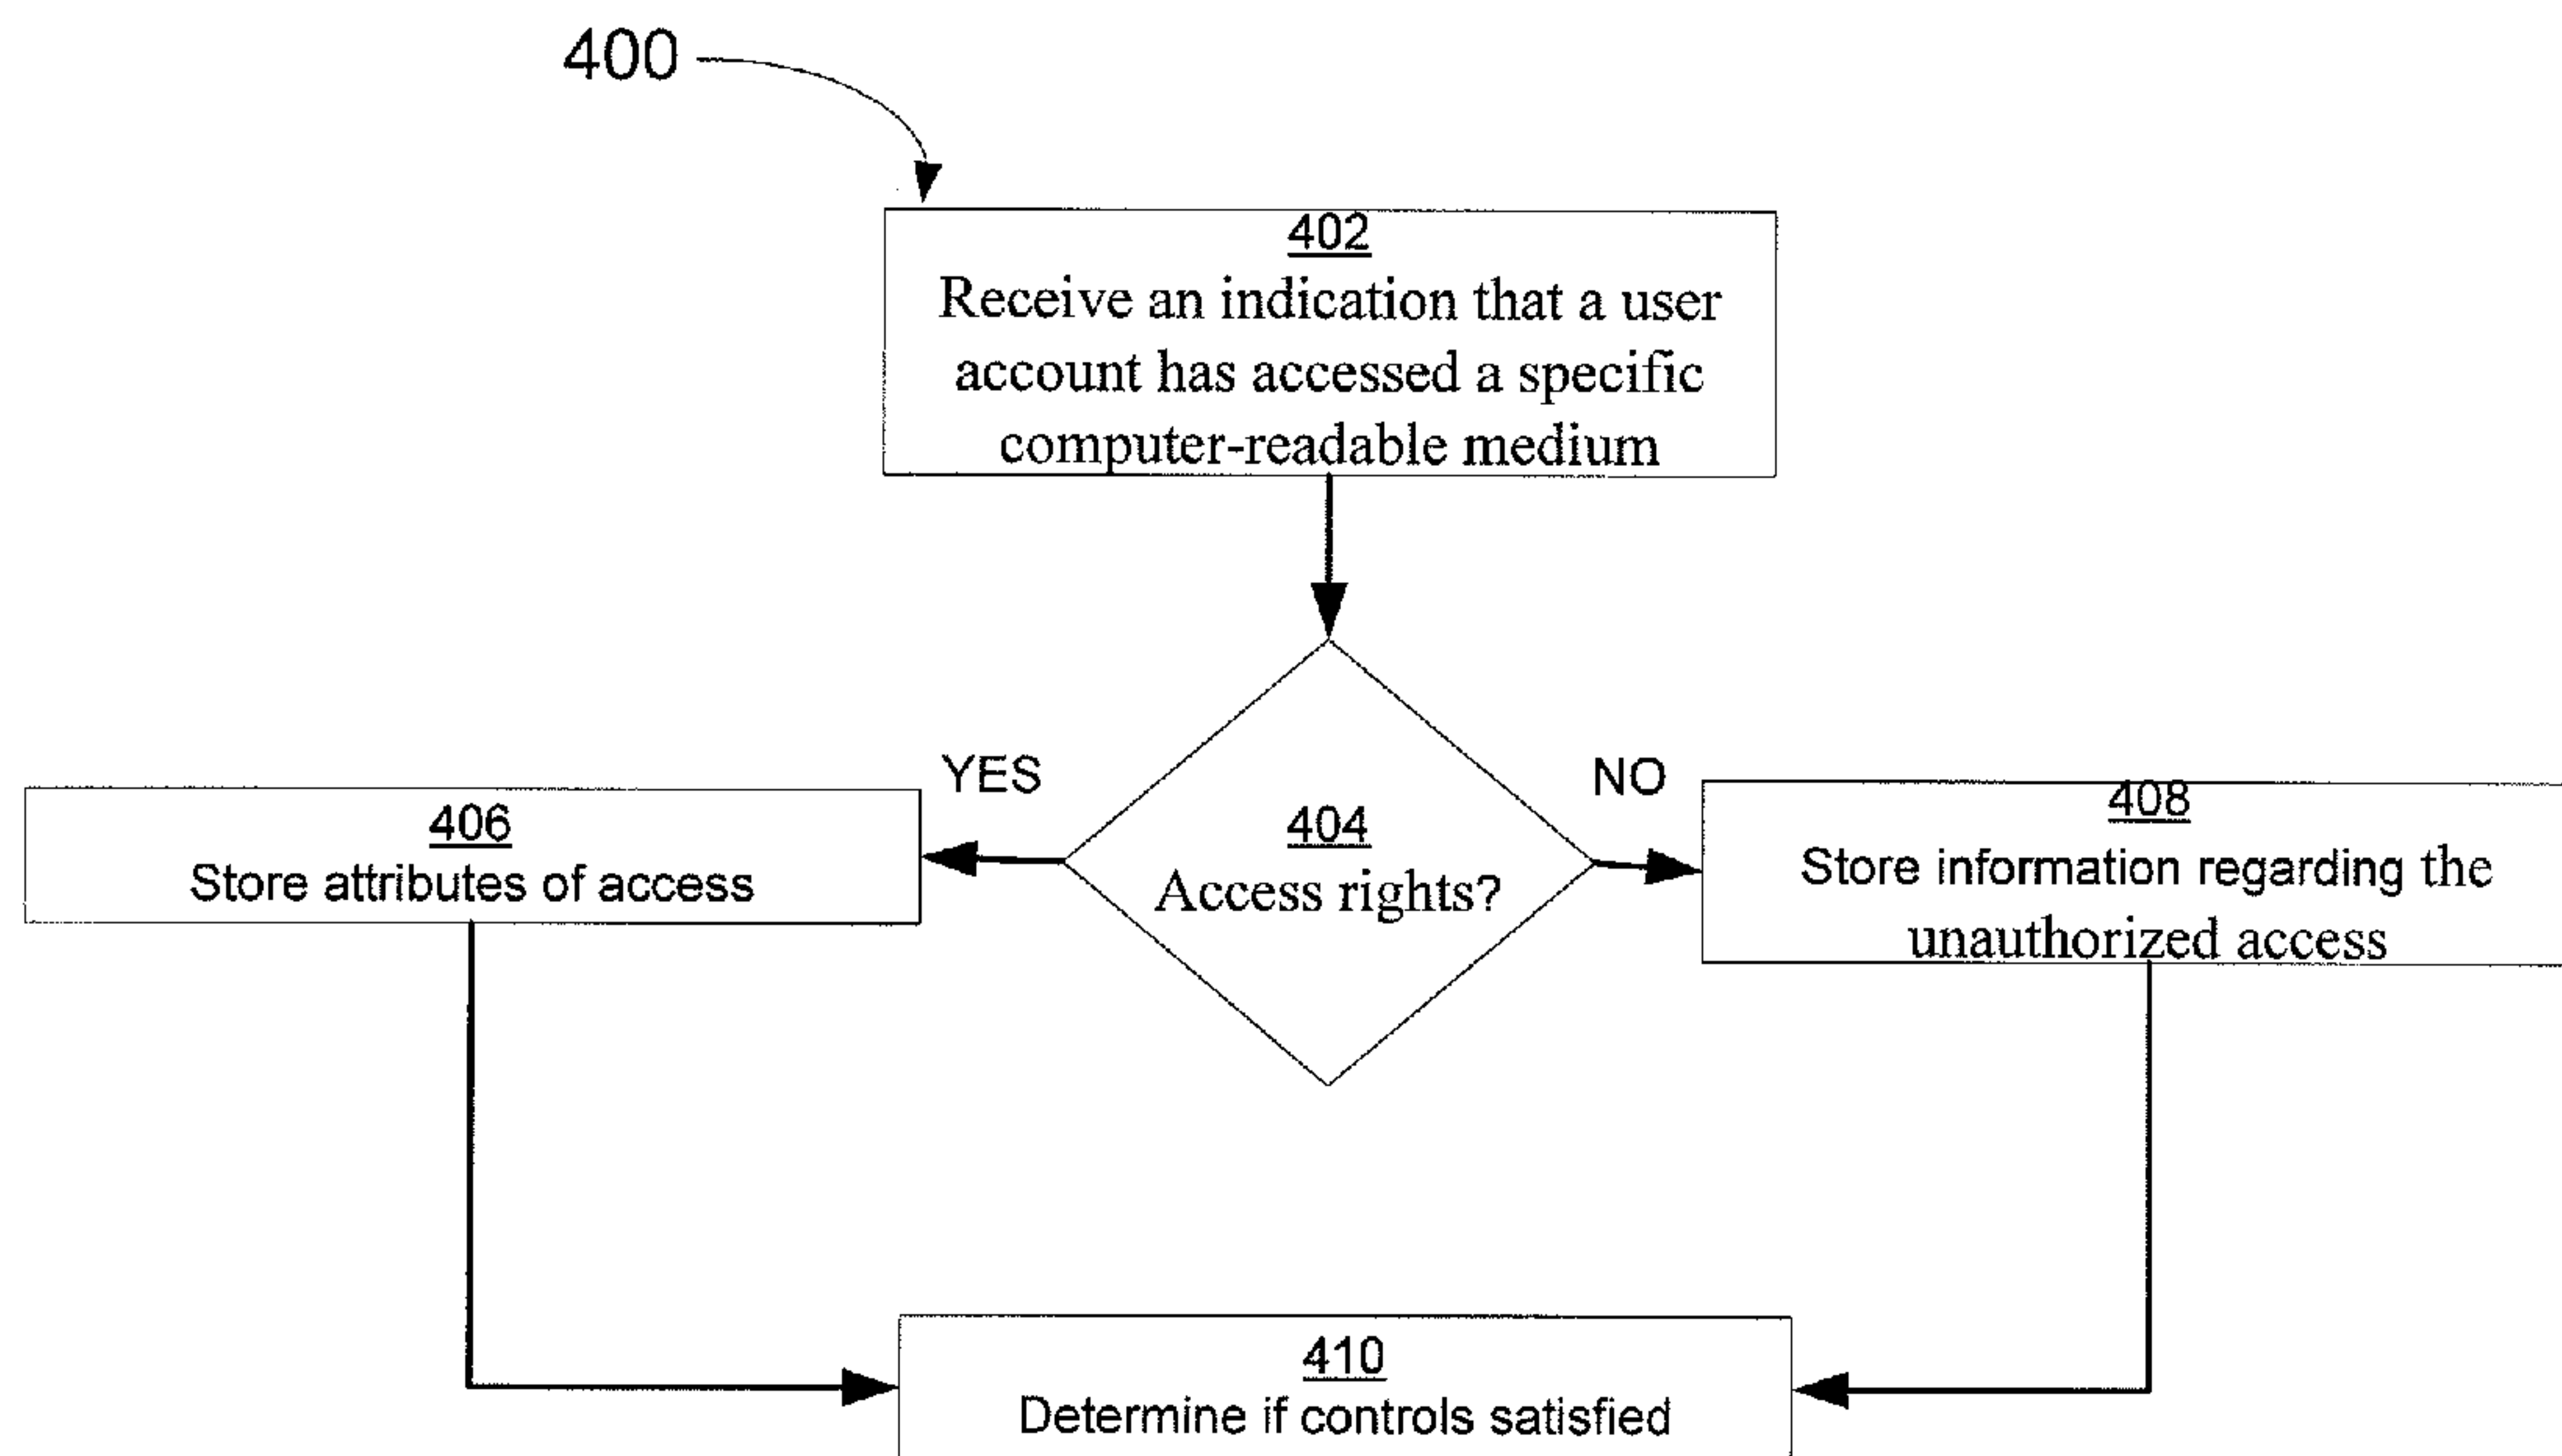 400
402
Receive an indication that a user
account has accessed a specific
computer-readable medium
YES
NO
406
Store attributes of access
404
Access rights?
408
Store information regarding the
unauthorized access
410
Determine if controls satisfied